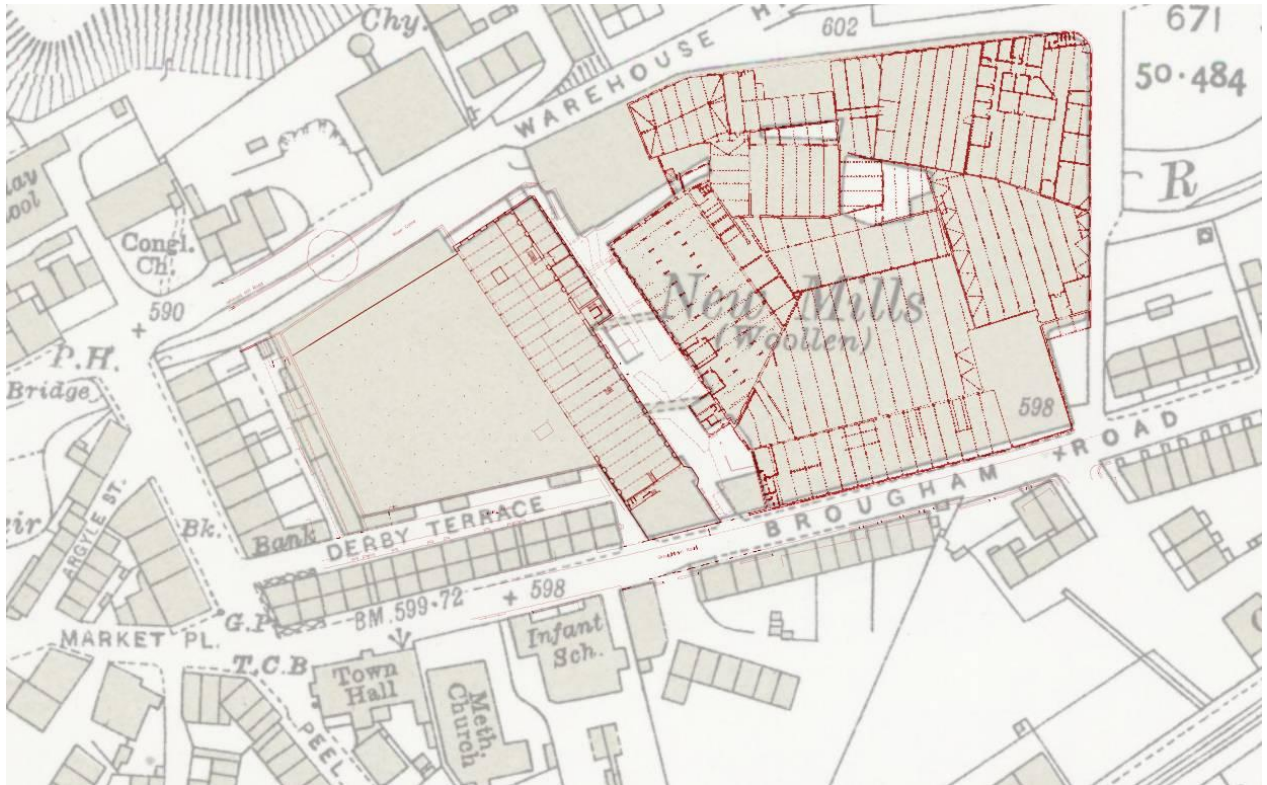 Chy.
WAREHOUSE
602
671
50·484
R
Congl.
Ch.
590
P.H.
Bridge
New Mills
(Woollen)
598
ROAD
BROUGHAM
ARGYLE ST.
Bk.
Bank
DERBY TERRACE
G.P
BM.599·72
598
MARKET PL.
T.C.B
Town
Hall
Meth.
Church
Infant
Sch.
PEEL